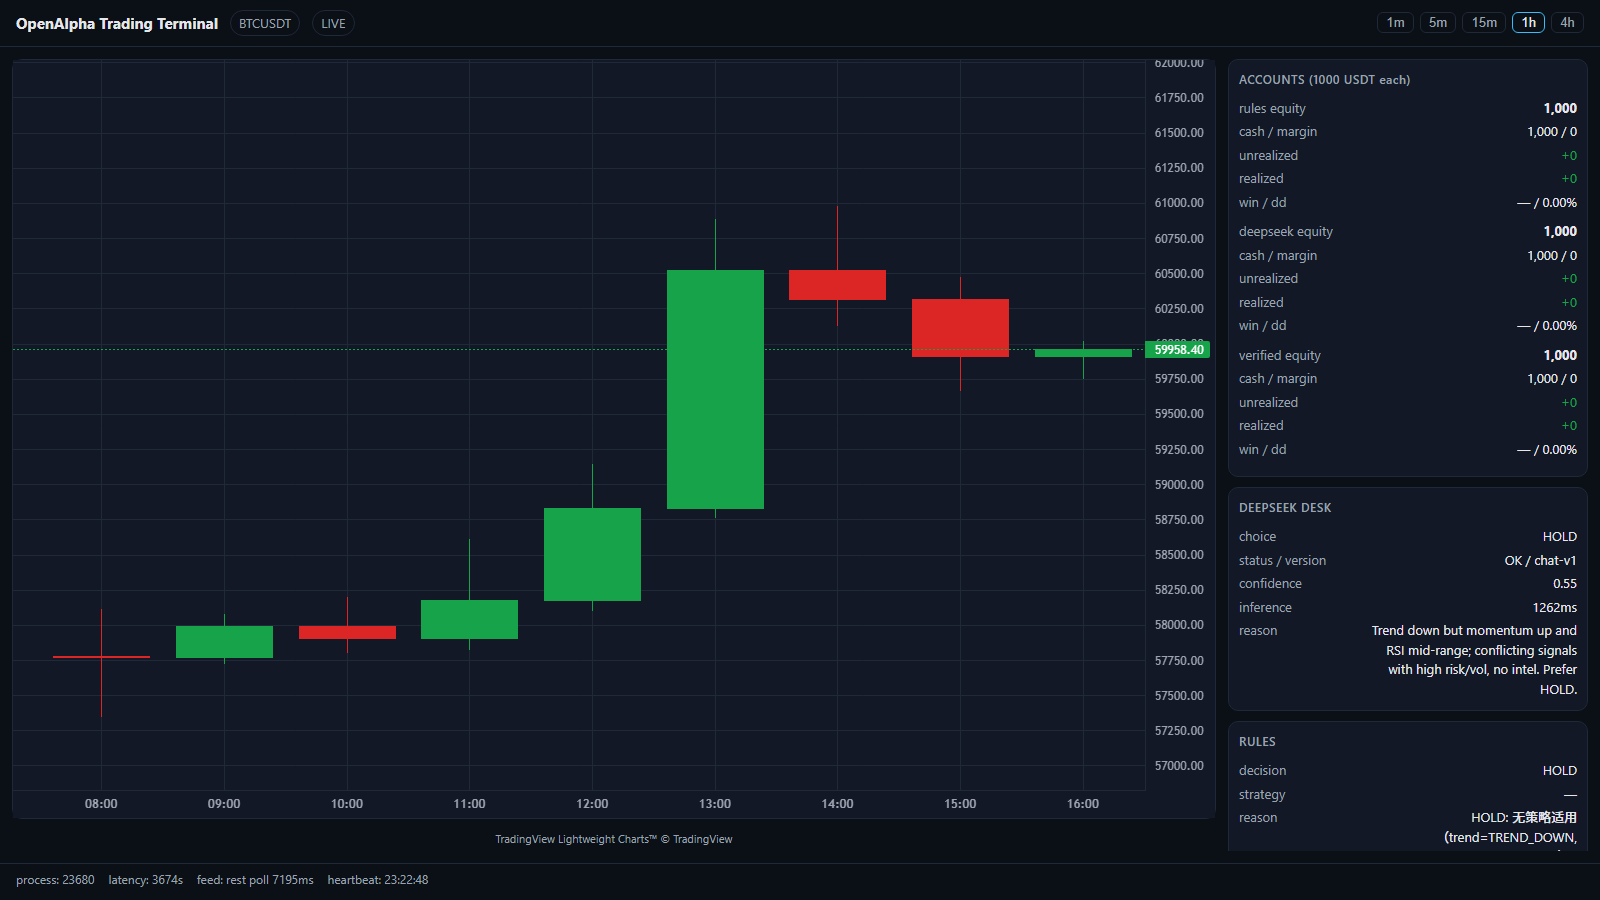 OpenAlpha Trading Terminal BTCUSDT LIVE 1m 5m 15m 1h 4h
62000.00
61750.00
61500.00
61250.00
61000.00
60750.00
60500.00
60250.00
59958.40
59750.00
59500.00
59250.00
59000.00
58750.00
58500.00
58250.00
58000.00
57750.00
57500.00
57250.00
57000.00
08:00 09:00 10:00 11:00 12:00 13:00 14:00 15:00 16:00
TradingView Lightweight Charts™ © TradingView
ACCOUNTS (1000 USDT each)
rules equity 1,000
cash / margin 1,000 / 0
unrealized +0
realized +0
win / dd — / 0.00%
deepseek equity 1,000
cash / margin 1,000 / 0
unrealized +0
realized +0
win / dd — / 0.00%
verified equity 1,000
cash / margin 1,000 / 0
unrealized +0
realized +0
win / dd — / 0.00%
DEEPSEEK DESK
choice HOLD
status / version OK / chat-v1
confidence 0.55
inference 1262ms
reason Trend down but momentum up and
RSI mid-range; conflicting signals
with high risk/vol, no intel. Prefer
HOLD.
RULES
decision HOLD
strategy —
reason HOLD: 无策略适用
(trend=TREND_DOWN,
process: 23680 latency: 3674s feed: rest poll 7195ms heartbeat: 23:22:48